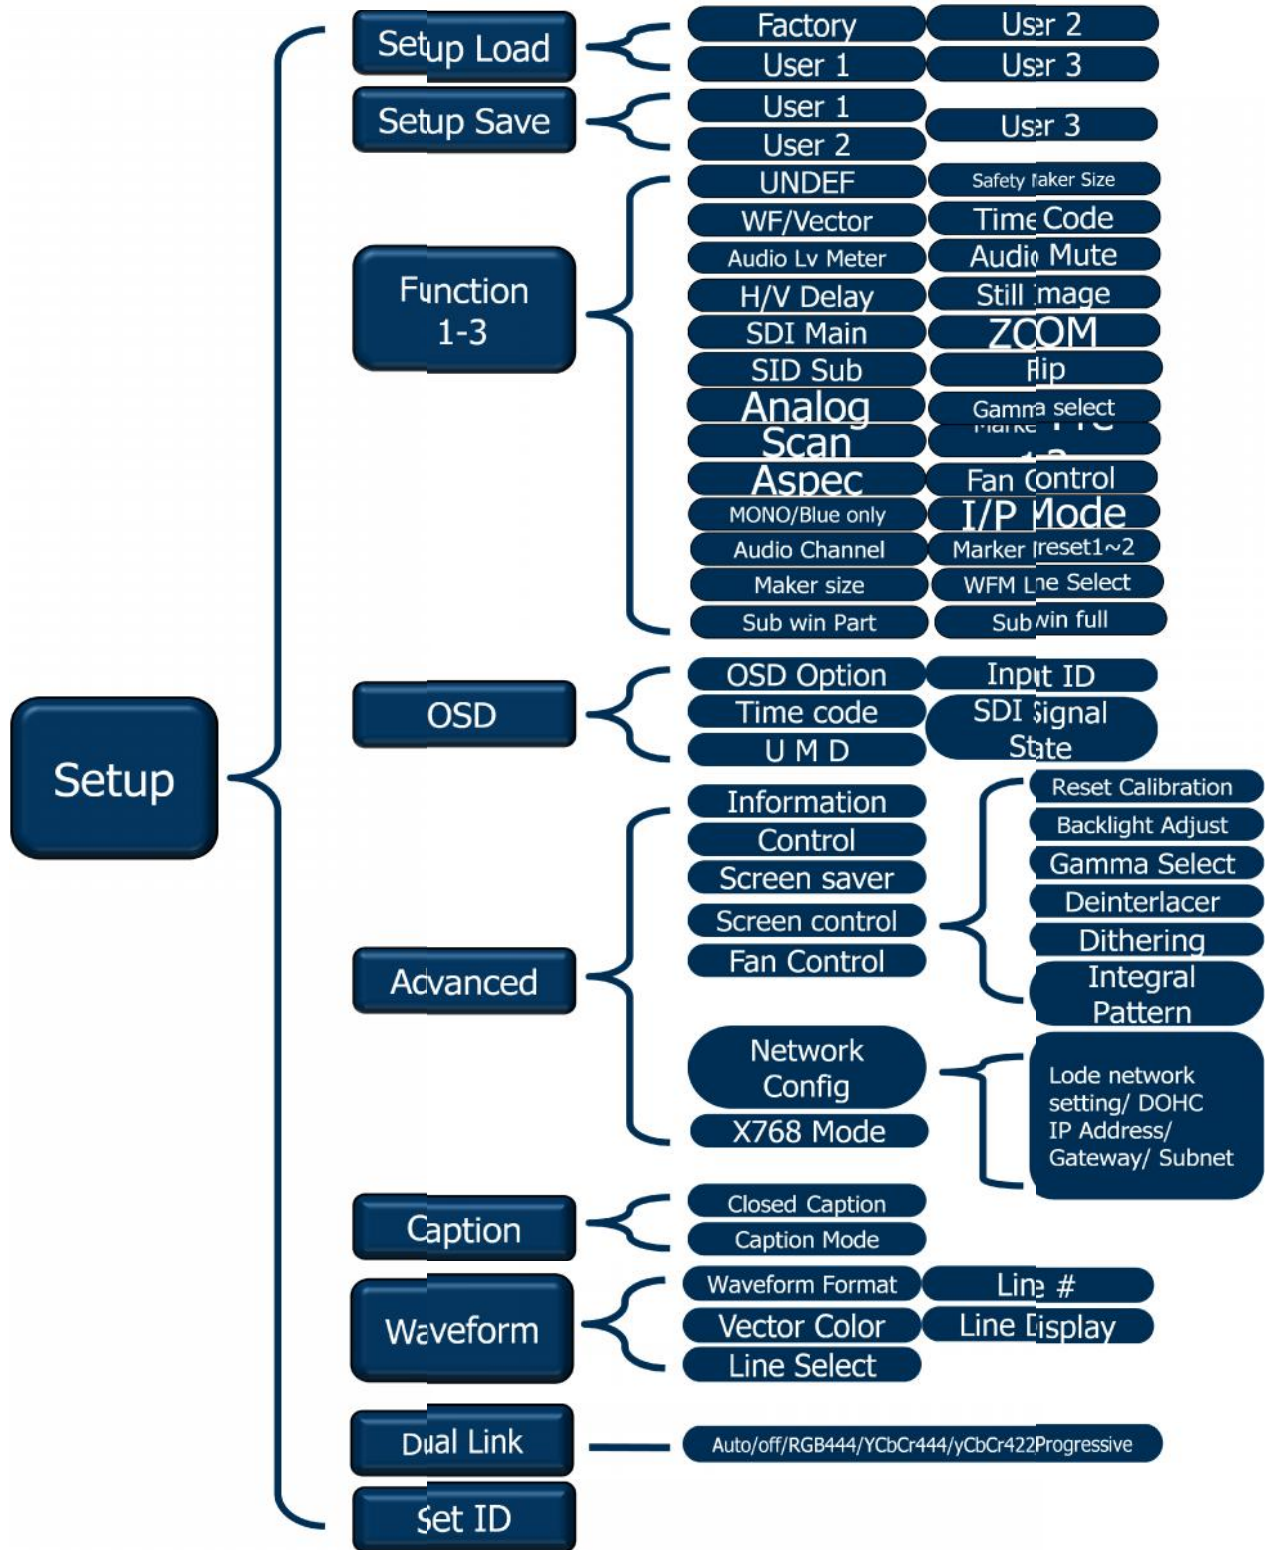 Setup
Setup Load
Factory
User 2
User 1
User 3
Setup Save
User 1
User 2
User 3
Function
1-3
UNDEF
Safety Maker Size
WF/Vector
Time Code
Audio Lv Meter
Audio Mute
H/V Delay
Still Image
SDI Main
ZOOM
SID Sub
Flip
Analog
Gamma select
Scan
Marke
Aspec
Fan Control
MONO/Blue only
I/P Mode
Audio Channel
Marker Preset1~2
Maker size
WFM Line Select
Sub win Part
Sub win full
OSD
OSD Option
Input ID
Time code
SDI Signal
State
U M D
Advanced
Information
Control
Screen saver
Screen control
Fan Control
Reset Calibration
Backlight Adjust
Gamma Select
Deinterlacer
Dithering
Integral
Pattern
Network
Config
Lode network
setting/ DOHC
IP Address/
Gateway/ Subnet
X768 Mode
Caption
Closed Caption
Caption Mode
Waveform
Waveform Format
Line #
Vector Color
Line Display
Line Select
Dual Link
Auto/off/RGB444/YCbCr444/yCbCr422Progressive
Set ID